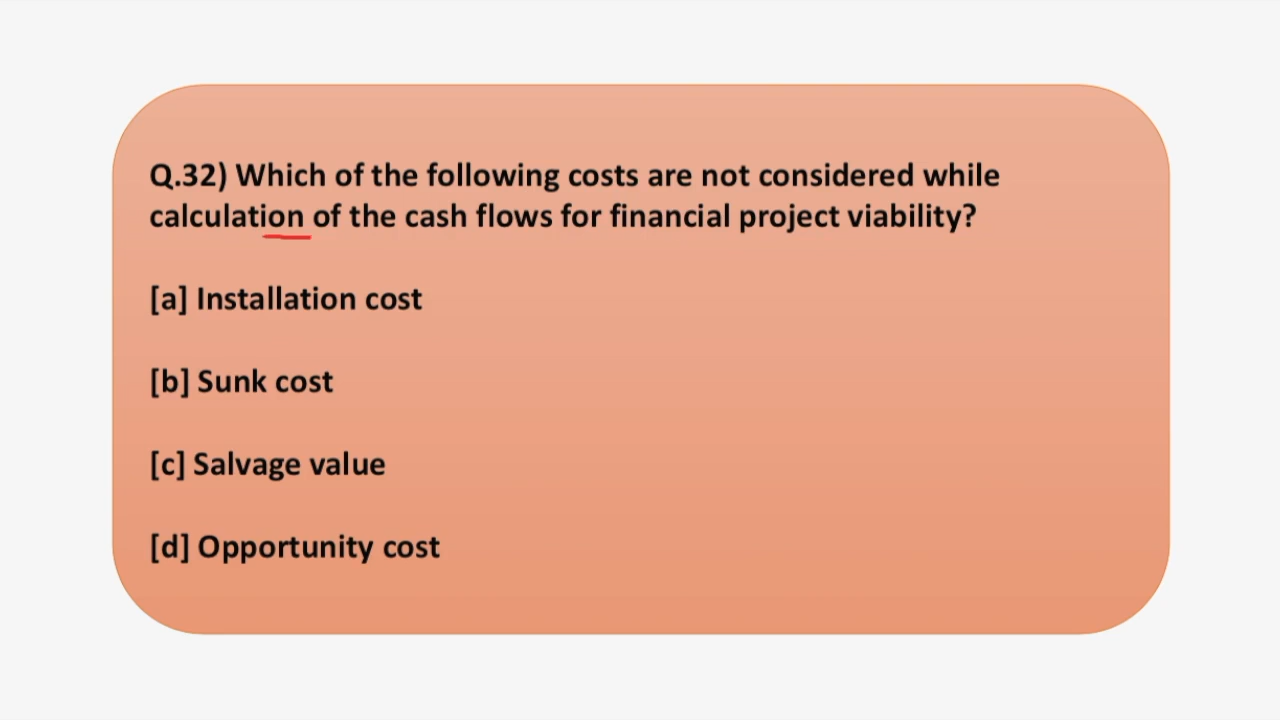 Q.32) Which of the following costs are not considered while
calculation of the cash flows for financial project viability?
[a] Installation cost
[b] Sunk cost
[c] Salvage value
[d] Opportunity cost